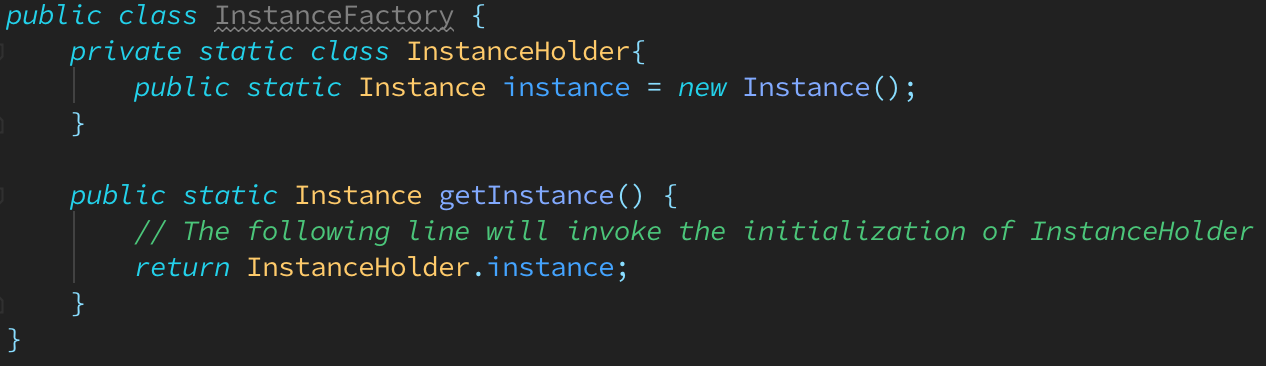 public class InstanceFactory {
    private static class InstanceHolder{
        public static Instance instance = new Instance();
    }

    public static Instance getInstance() {
        // The following line will invoke the initialization of InstanceHolder
        return InstanceHolder.instance;
    }
}